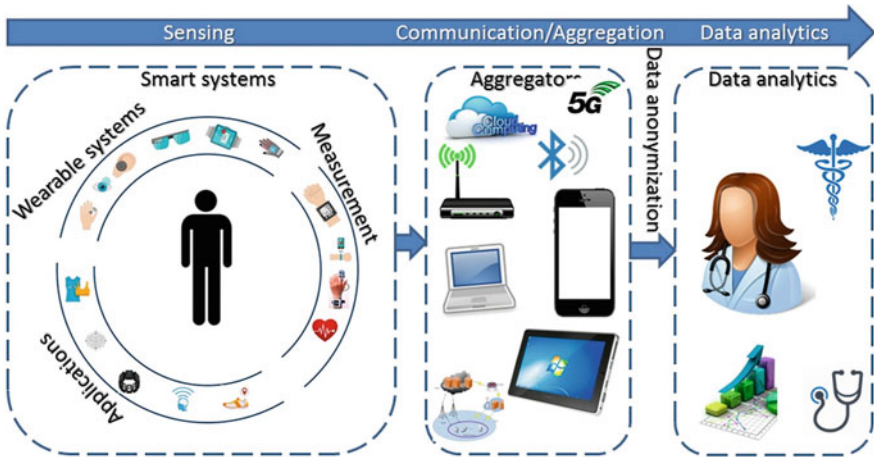 Sensing
Communication/Aggregation
Data analytics
Smart systems
Wearable systems
Measurement
Applications
Aggregators
Cloud
Computing
5G
Data anonymization
Data analytics